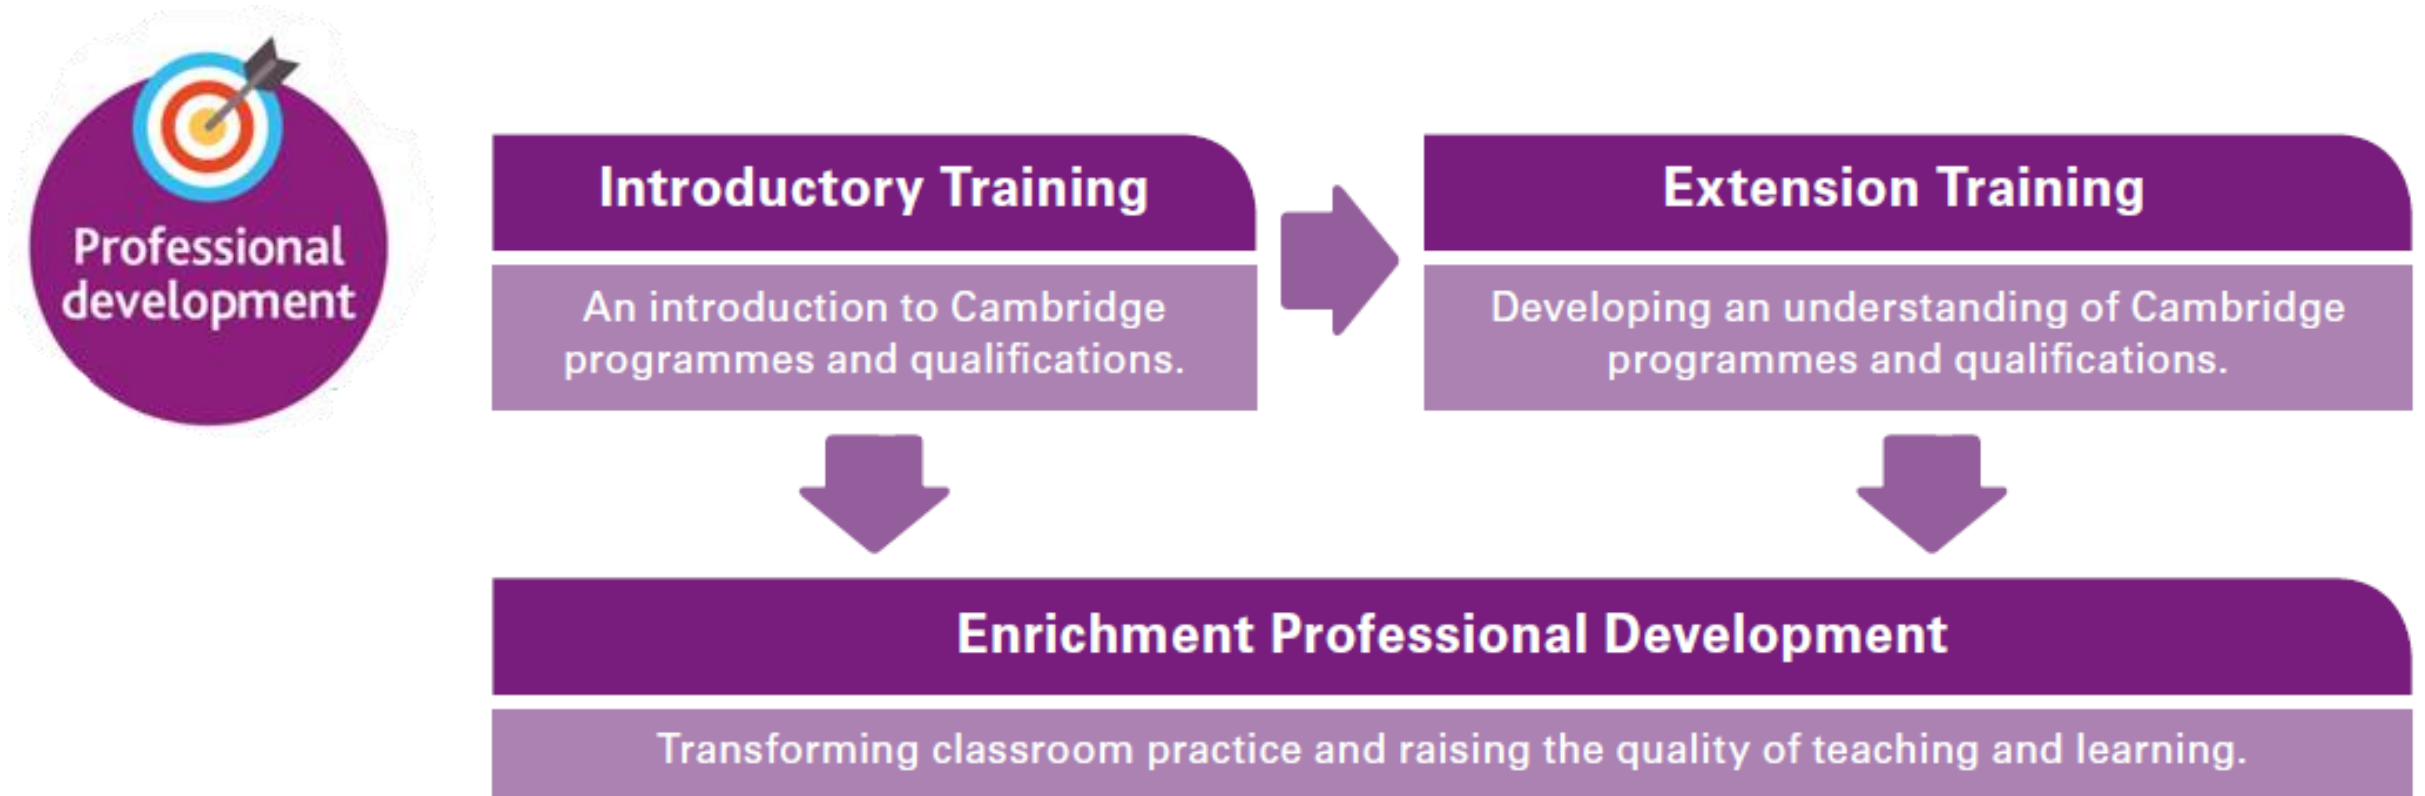 Professional
development
Introductory Training
An introduction to Cambridge
programmes and qualifications.
Extension Training
Developing an understanding of Cambridge
programmes and qualifications.
Enrichment Professional Development
Transforming classroom practice and raising the quality of teaching and learning.